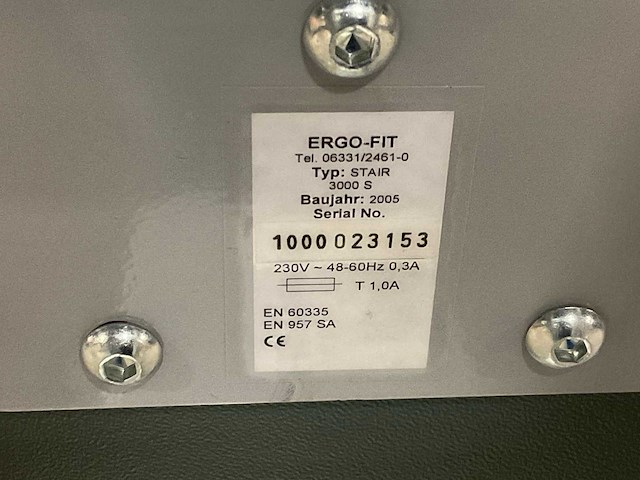 ERGO-FIT
Tel. 06331/2461-0
Typ: STAIR
3000 S
Baujahr: 2005
Serial No.
1000023153
230V ~ 48-60Hz 0,3A
T 1,0A
EN 60335
EN 957 SA
CE